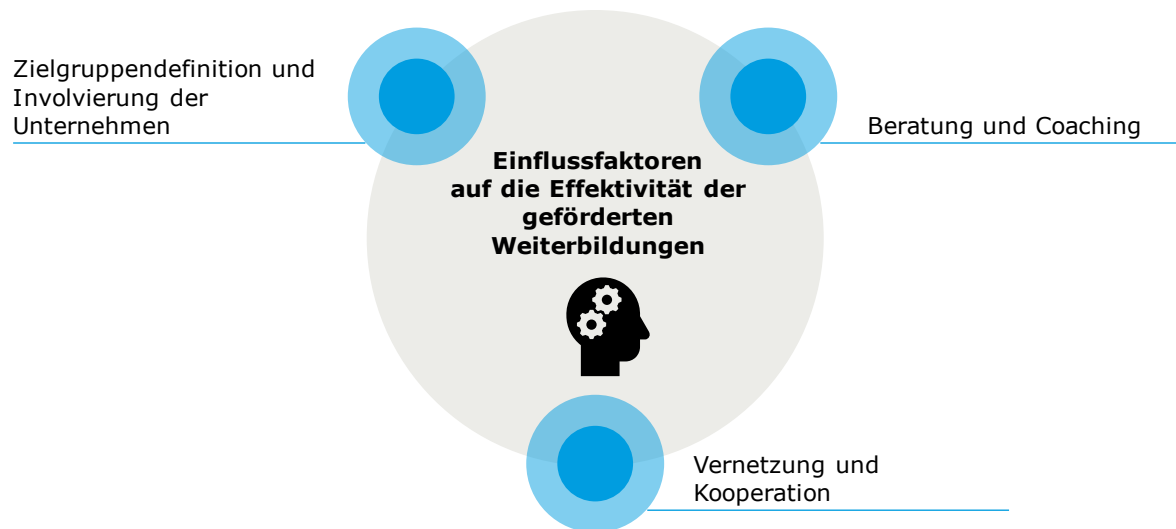 Zielgruppendefinition und
Involvierung der
Unternehmen
Beratung und Coaching
Einflussfaktoren
auf die Effektivität der
geförderten
Weiterbildungen
Vernetzung und
Kooperation